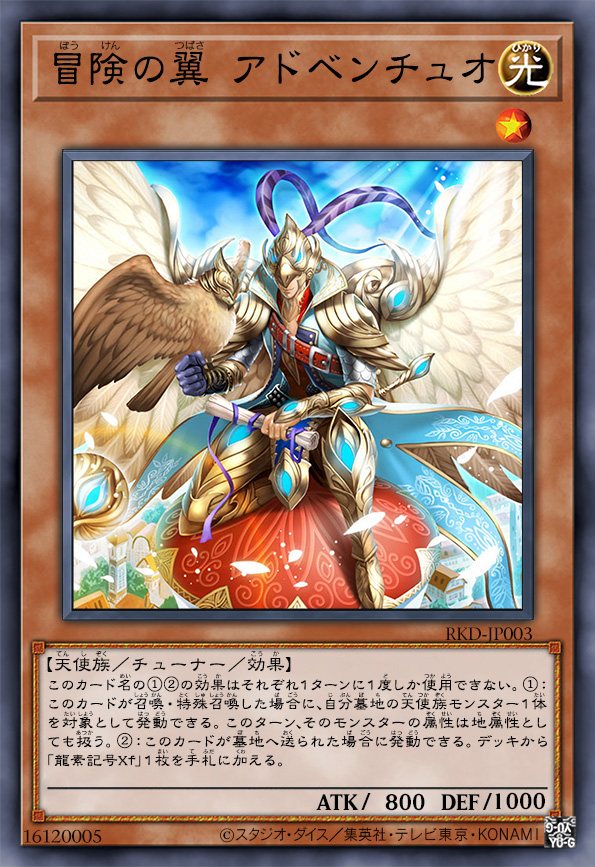 冒険の翼 アドベンチュオ
光
RKD-JP003
【天使族／チューナー／効果】
このカード名の①②の効果はそれぞれ1ターンに1度しか使用できない。①：
このカードが召喚・特殊召喚した場合に、自分墓地の天使族モンスター1体
を対象として発動できる。このターン、そのモンスターの属性は地属性とし
ても扱う。②：このカードが墓地へ送られた場合に発動できる。デッキから
「龍素記号Xf」1枚を手札に加える。
ATK/ 800 DEF/1000
16120005 ©スタジオ・ダイス／集英社・テレビ東京・KONAMI